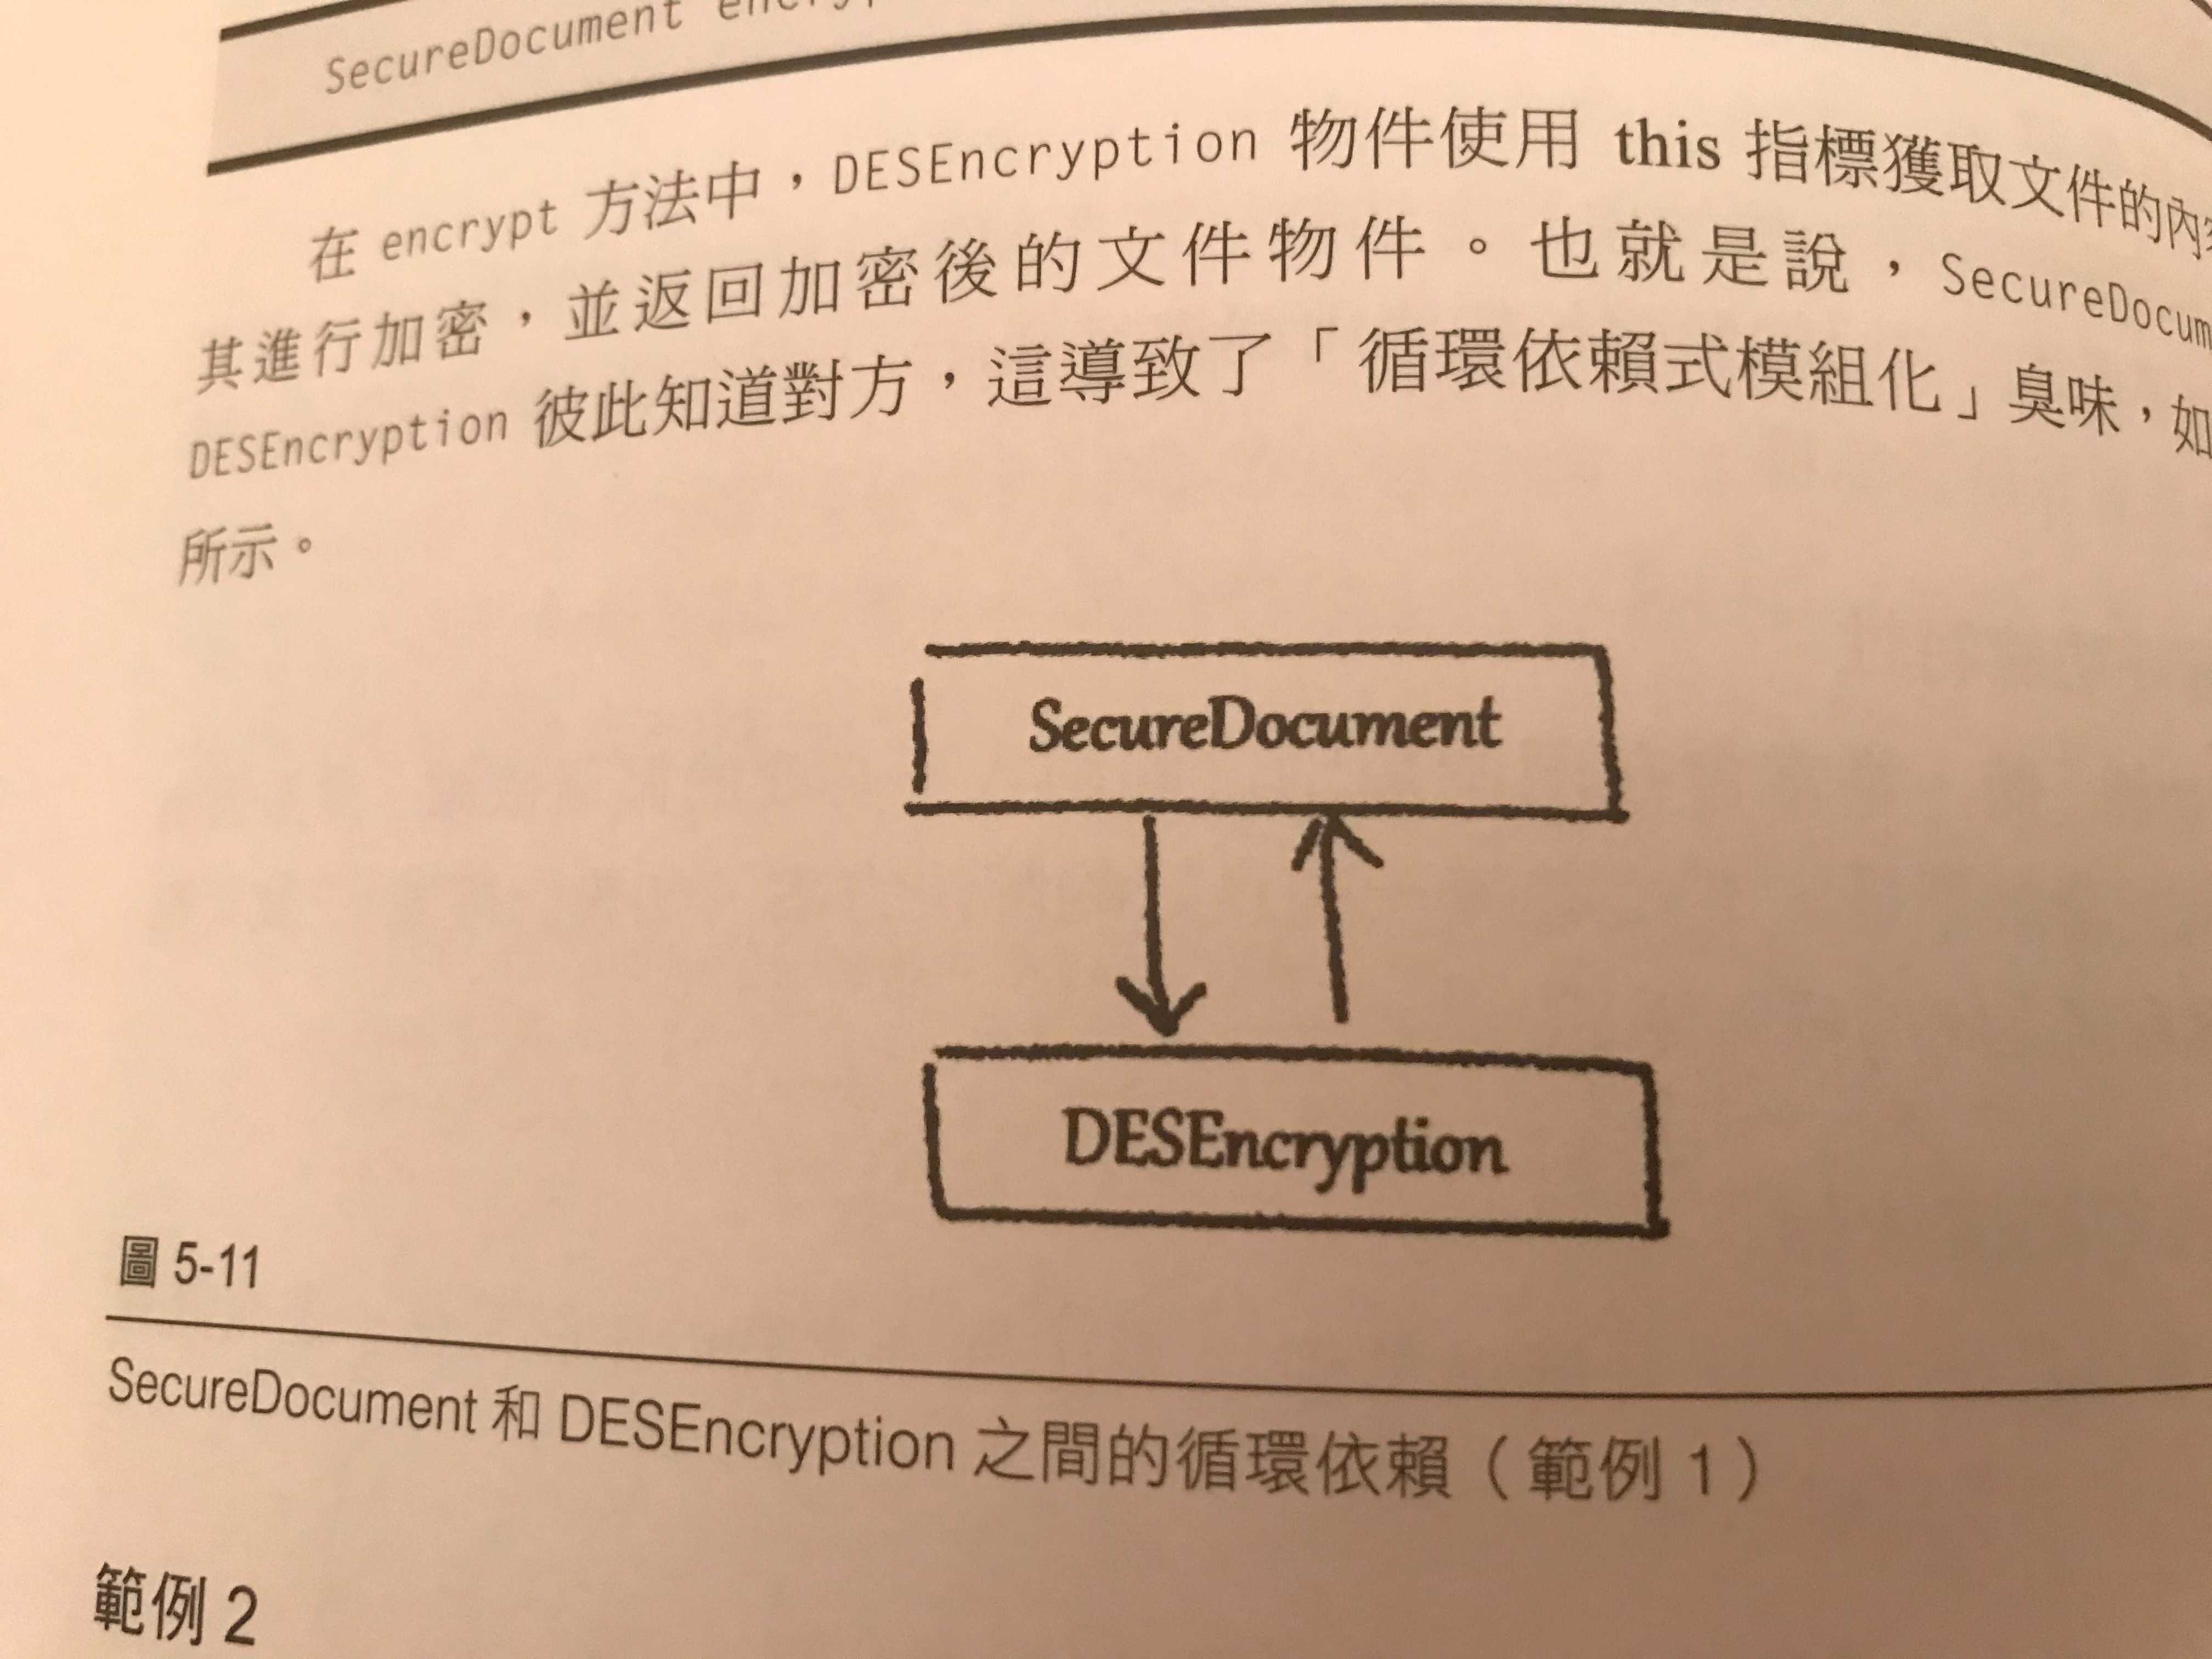 SecureDocument
在 encrypt 方法中，DESEncryption 物件使用 this 指標獲取文件的內
其進行加密，並返回加密後的文件物件。也就是說，SecureDocum
DESEncryption 彼此知道對方，這導致了「循環依賴式模組化」臭味，如
所示。
SecureDocument
DESEncryption
圖 5-11
SecureDocument 和 DESEncryption 之間的循環依賴（範例 1）
範例 2